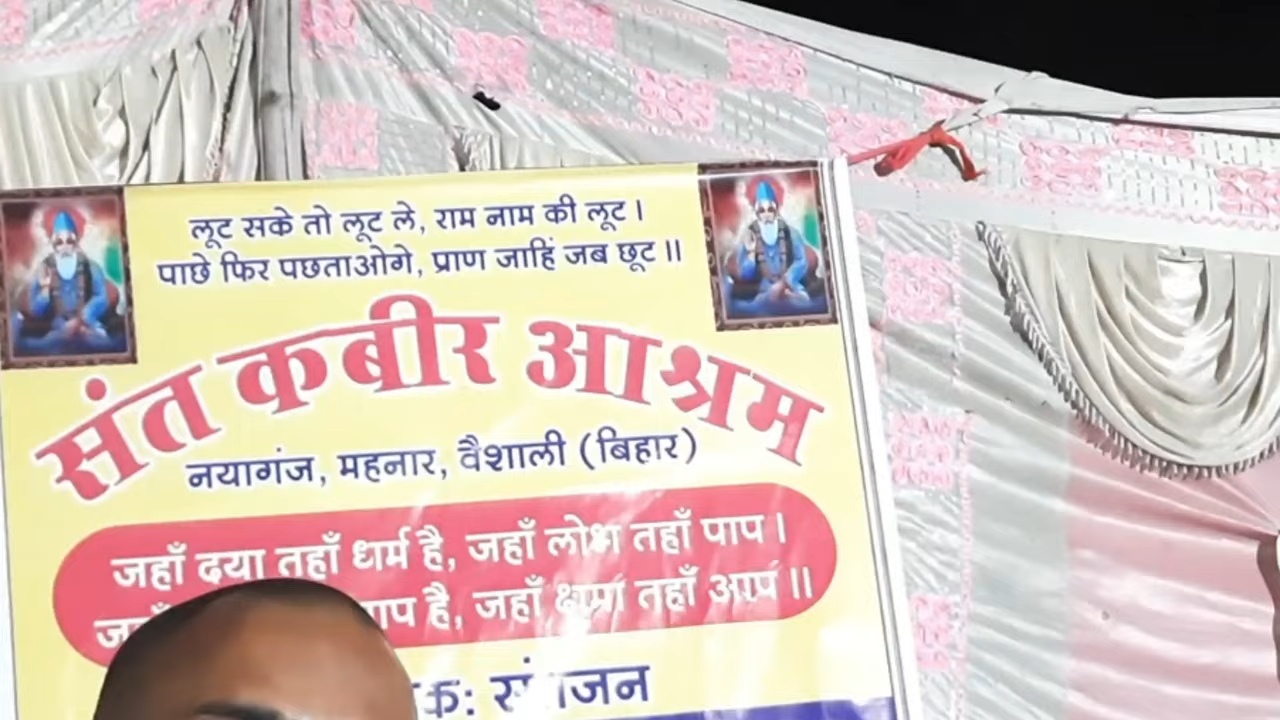 लूट सके तो लूट ले, राम नाम की लूट।
पाछे फिर पछताओगे, प्राण जाहिं जब छूट॥
संत कबीर आश्रम
नयागंज, महनार, वैशाली (बिहार)
जहाँ दया तहाँ धर्म है, जहाँ लोभ तहाँ पाप।
है, जहाँ क्षमा तहाँ आप॥